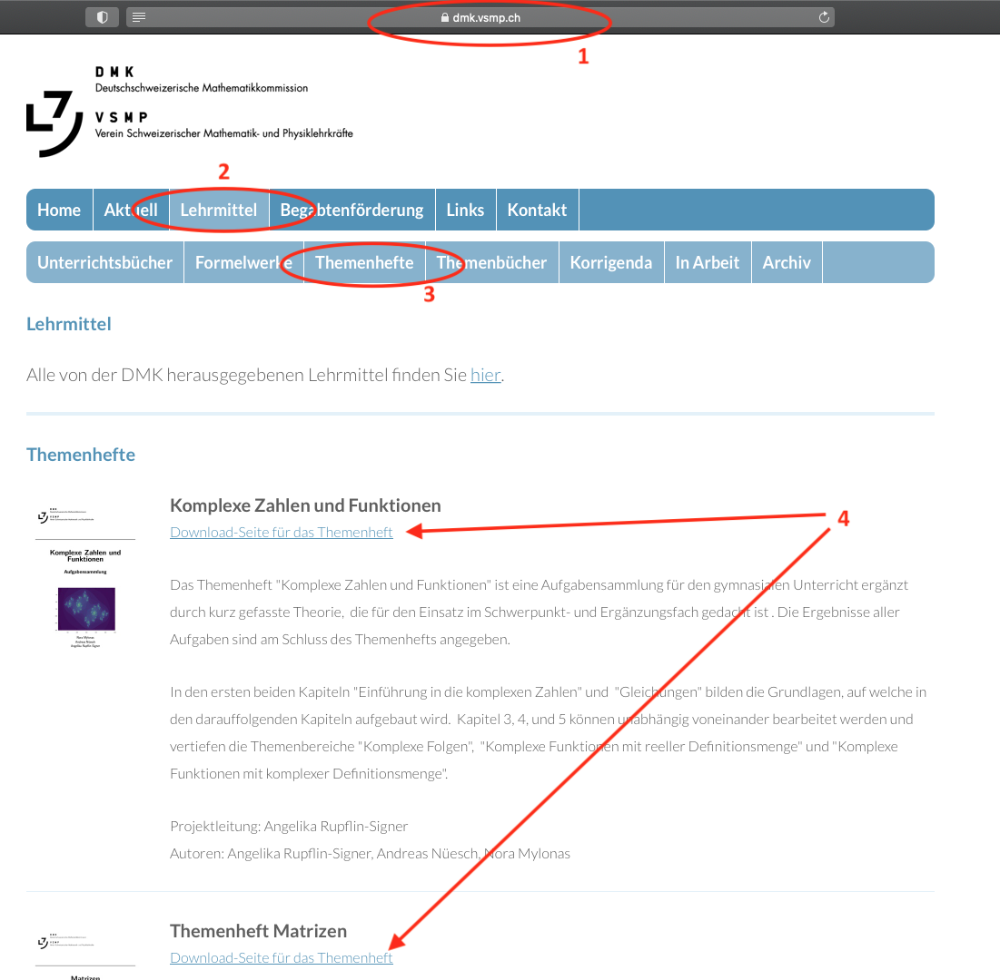 dmk.vsmp.ch
1
DMK
Deutschschweizerische Mathematikkommission
VSMP
Verein Schweizerischer Mathematik- und Physiklehrkräfte
2
Home Aktuell Lehrmittel Begabtenförderung Links Kontakt
Unterrichtsbücher Formelwerke Themenhefte Themenbücher Korrigenda In Arbeit Archiv
3
Lehrmittel
Alle von der DMK herausgegebenen Lehrmittel finden Sie hier.
Themenhefte
Komplexe Zahlen und Funktionen
Download-Seite für das Themenheft
4
Komplexe Zahlen und
Funktionen
Aufgabensammlung
Nora Mylonas
Andreas Nüesch
Angelika Rupflin-Signer
Das Themenheft "Komplexe Zahlen und Funktionen" ist eine Aufgabensammlung für den gymnasialen Unterricht ergänzt
durch kurz gefasste Theorie, die für den Einsatz im Schwerpunkt- und Ergänzungsfach gedacht ist . Die Ergebnisse aller
Aufgaben sind am Schluss des Themenhefts angegeben.
In den ersten beiden Kapiteln "Einführung in die komplexen Zahlen" und "Gleichungen" bilden die Grundlagen, auf welche in
den darauffolgenden Kapiteln aufgebaut wird. Kapitel 3, 4, und 5 können unabhängig voneinander bearbeitet werden und
vertiefen die Themenbereiche "Komplexe Folgen", "Komplexe Funktionen mit reeller Definitionsmenge" und "Komplexe
Funktionen mit komplexer Definitionsmenge".
Projektleitung: Angelika Rupflin-Signer
Autoren: Angelika Rupflin-Signer, Andreas Nüesch, Nora Mylonas
Themenheft Matrizen
Download-Seite für das Themenheft
Matrizen